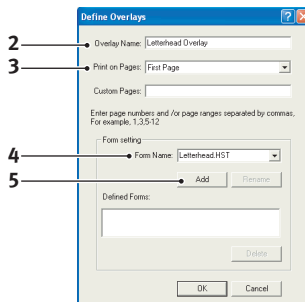 Define Overlays
2 Overlay Name: Letterhead Overlay
3 Print on Pages: First Page
Custom Pages:
Enter page numbers and /or page ranges separated by commas,
For example, 1,3,5-12
Form setting
4 Form Name: Letterhead.HST
5 Add Rename
Defined Forms:
Delete
OK Cancel